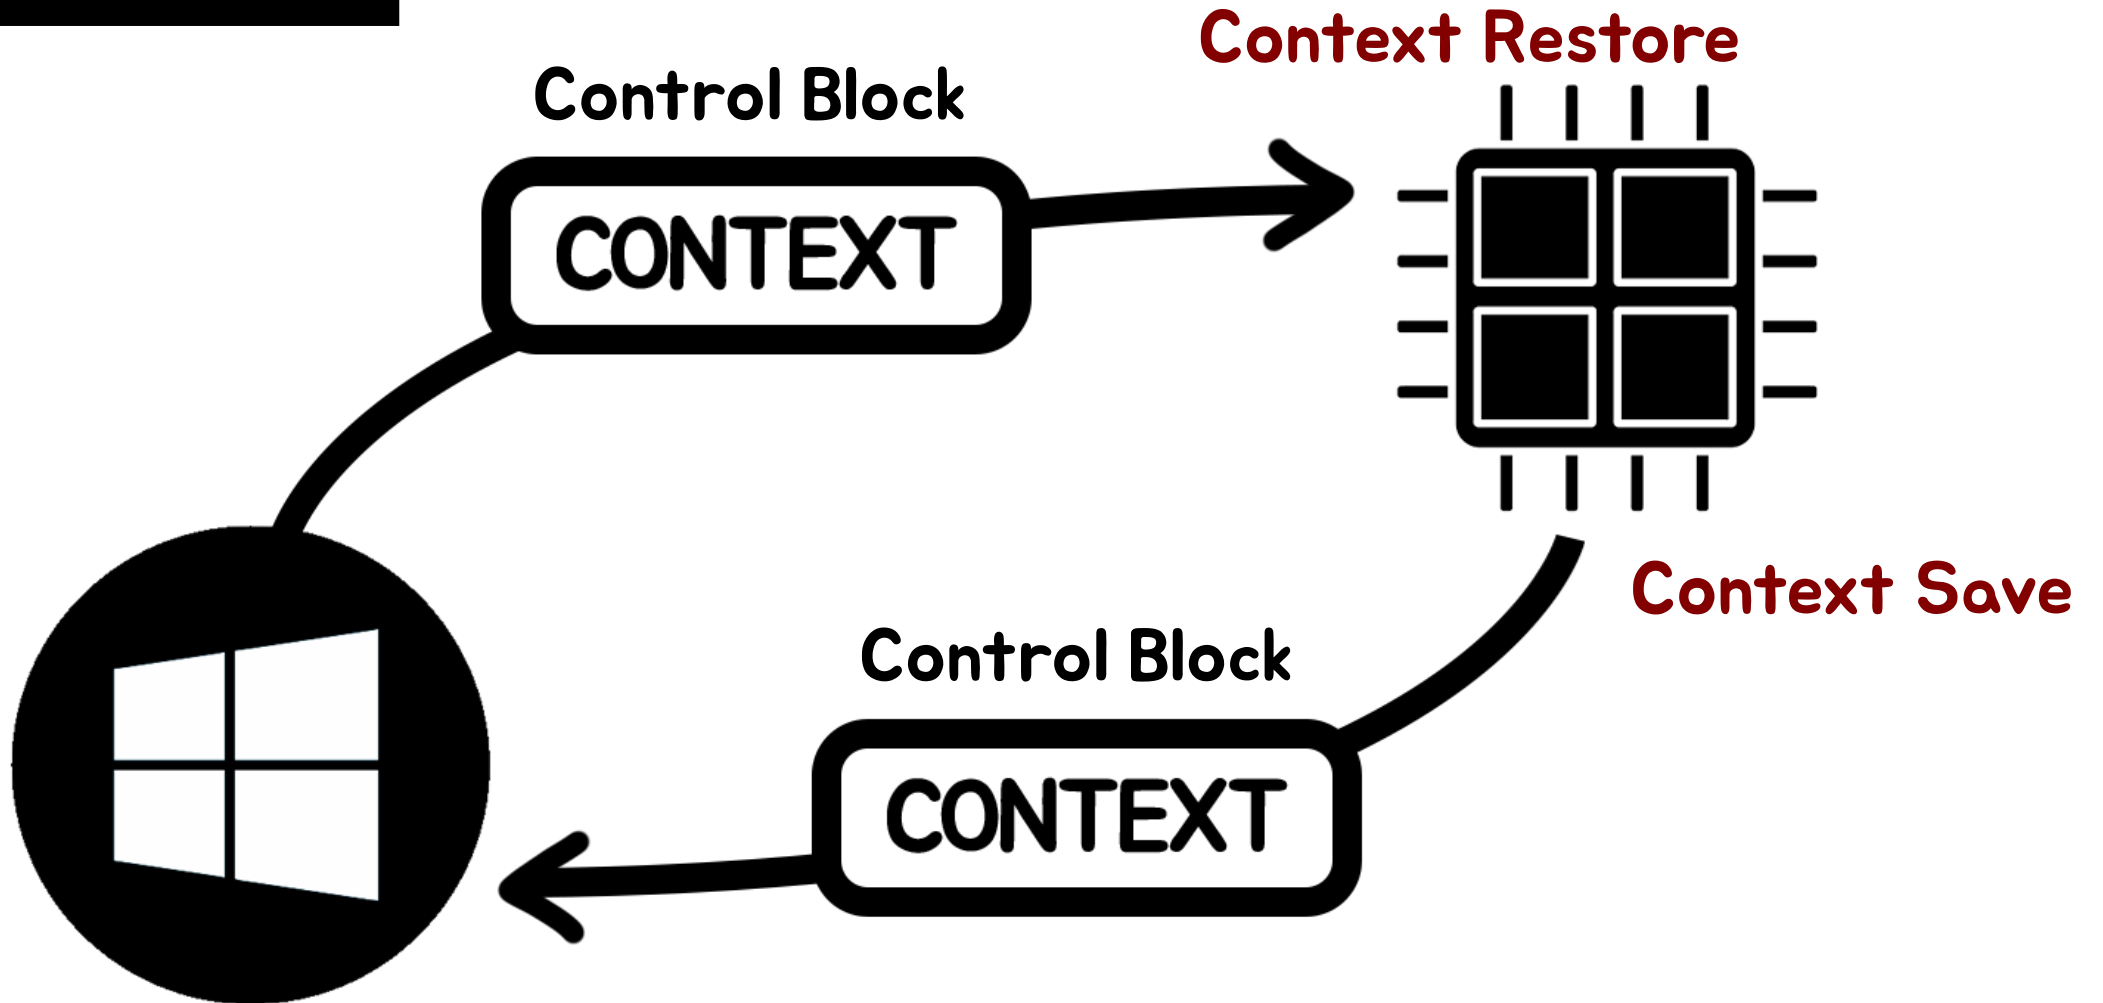 Context Restore
Control Block
CONTEXT
Context Save
Control Block
CONTEXT